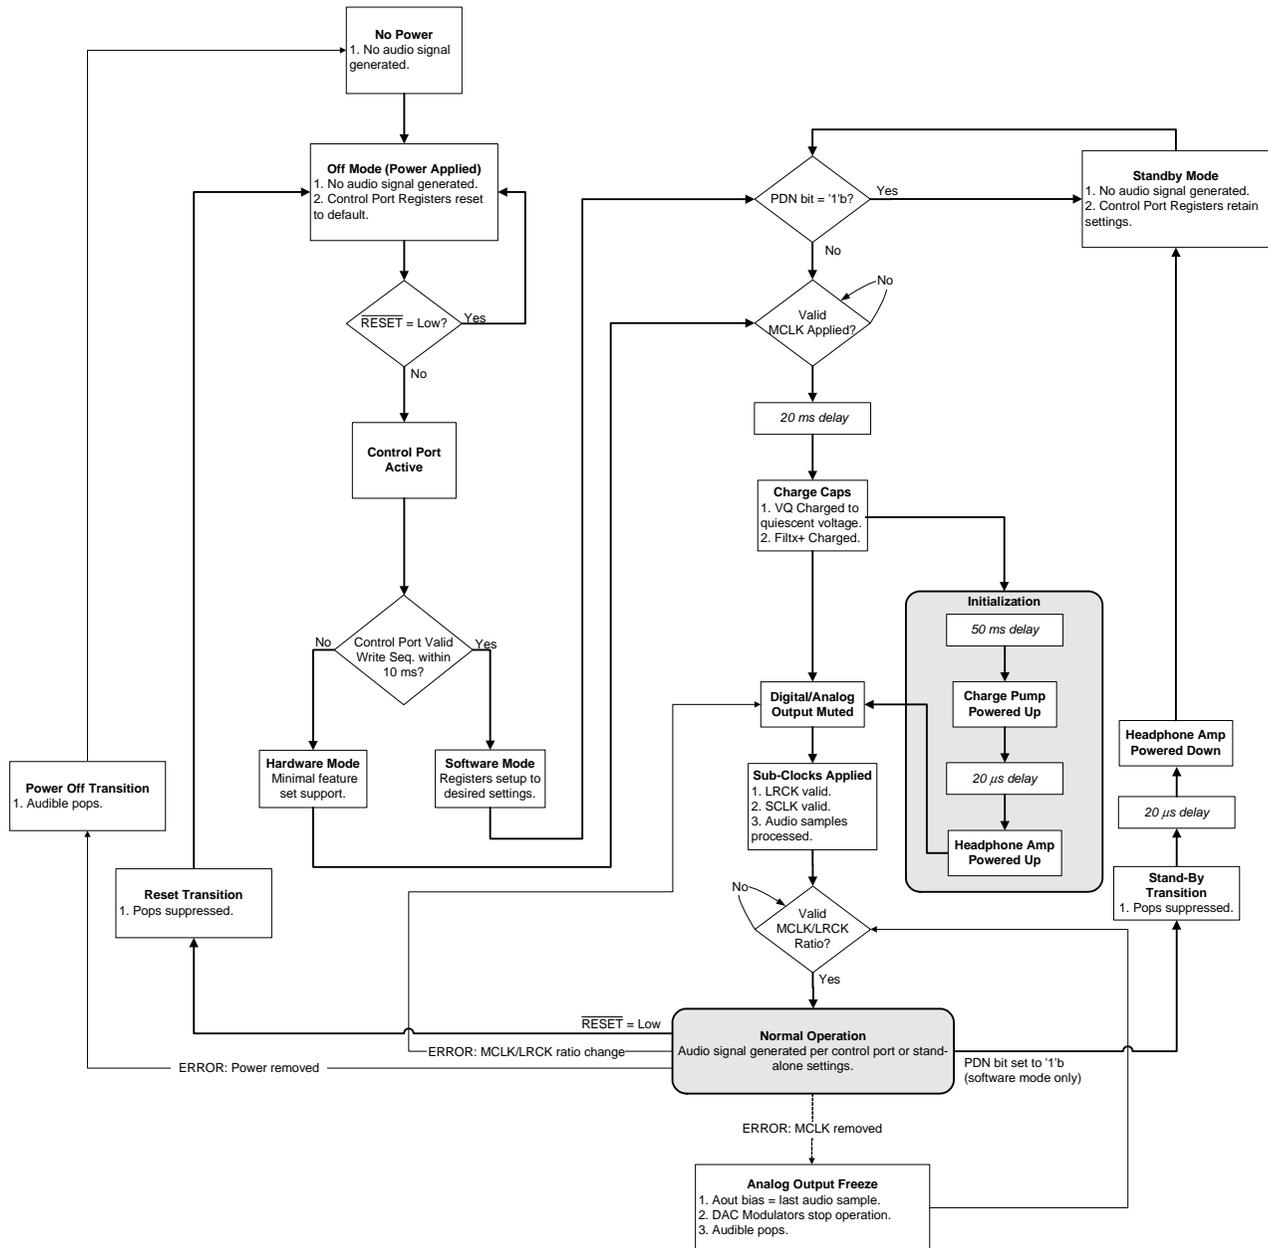 No Power
1. No audio signal
generated.
Off Mode (Power Applied)
1. No audio signal generated.
2. Control Port Registers reset
to default.
RESET = Low?
Yes
No
Control Port
Active
Control Port Valid
Write Seq. within
10 ms?
No
Yes
Hardware Mode
Minimal feature
set support.
Software Mode
Registers setup to
desired settings.
Power Off Transition
1. Audible pops.
Reset Transition
1. Pops suppressed.
PDN bit = '1'b?
Yes
No
Standby Mode
1. No audio signal generated.
2. Control Port Registers retain
settings.
Valid
MCLK Applied?
No
20 ms delay
Charge Caps
1. VQ Charged to
quiescent voltage.
2. Filtx+ Charged.
Initialization
50 ms delay
Charge Pump
Powered Up
20 μs delay
Headphone Amp
Powered Up
Digital/Analog
Output Muted
Sub-Clocks Applied
1. LRCK valid.
2. SCLK valid.
3. Audio samples
processed.
No
Valid
MCLK/LRCK
Ratio?
Yes
Headphone Amp
Powered Down
20 μs delay
Stand-By
Transition
1. Pops suppressed.
RESET = Low
ERROR: MCLK/LRCK ratio change
ERROR: Power removed
Normal Operation
Audio signal generated per control port or stand-
alone settings.
PDN bit set to '1'b
(software mode only)
ERROR: MCLK removed
Analog Output Freeze
1. Aout bias = last audio sample.
2. DAC Modulators stop operation.
3. Audible pops.